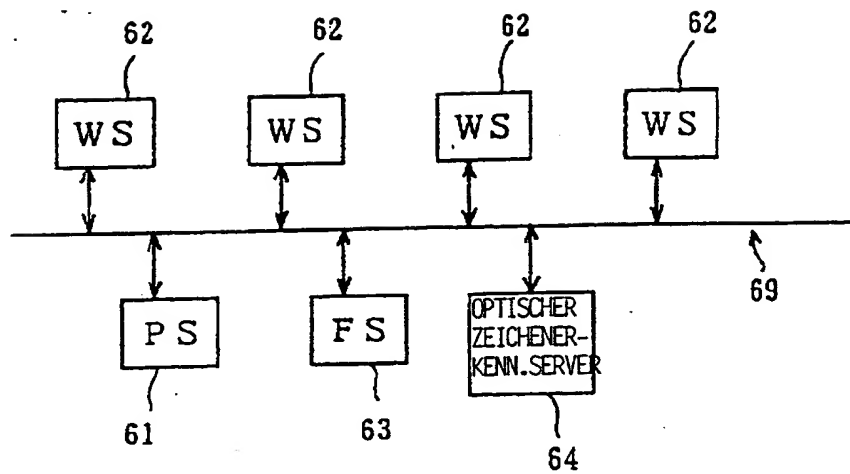 62 62 62 62
WS WS WS WS
69
PS FS OPTISCHER
ZEICHENER-
KENN.SERVER
61 63 64